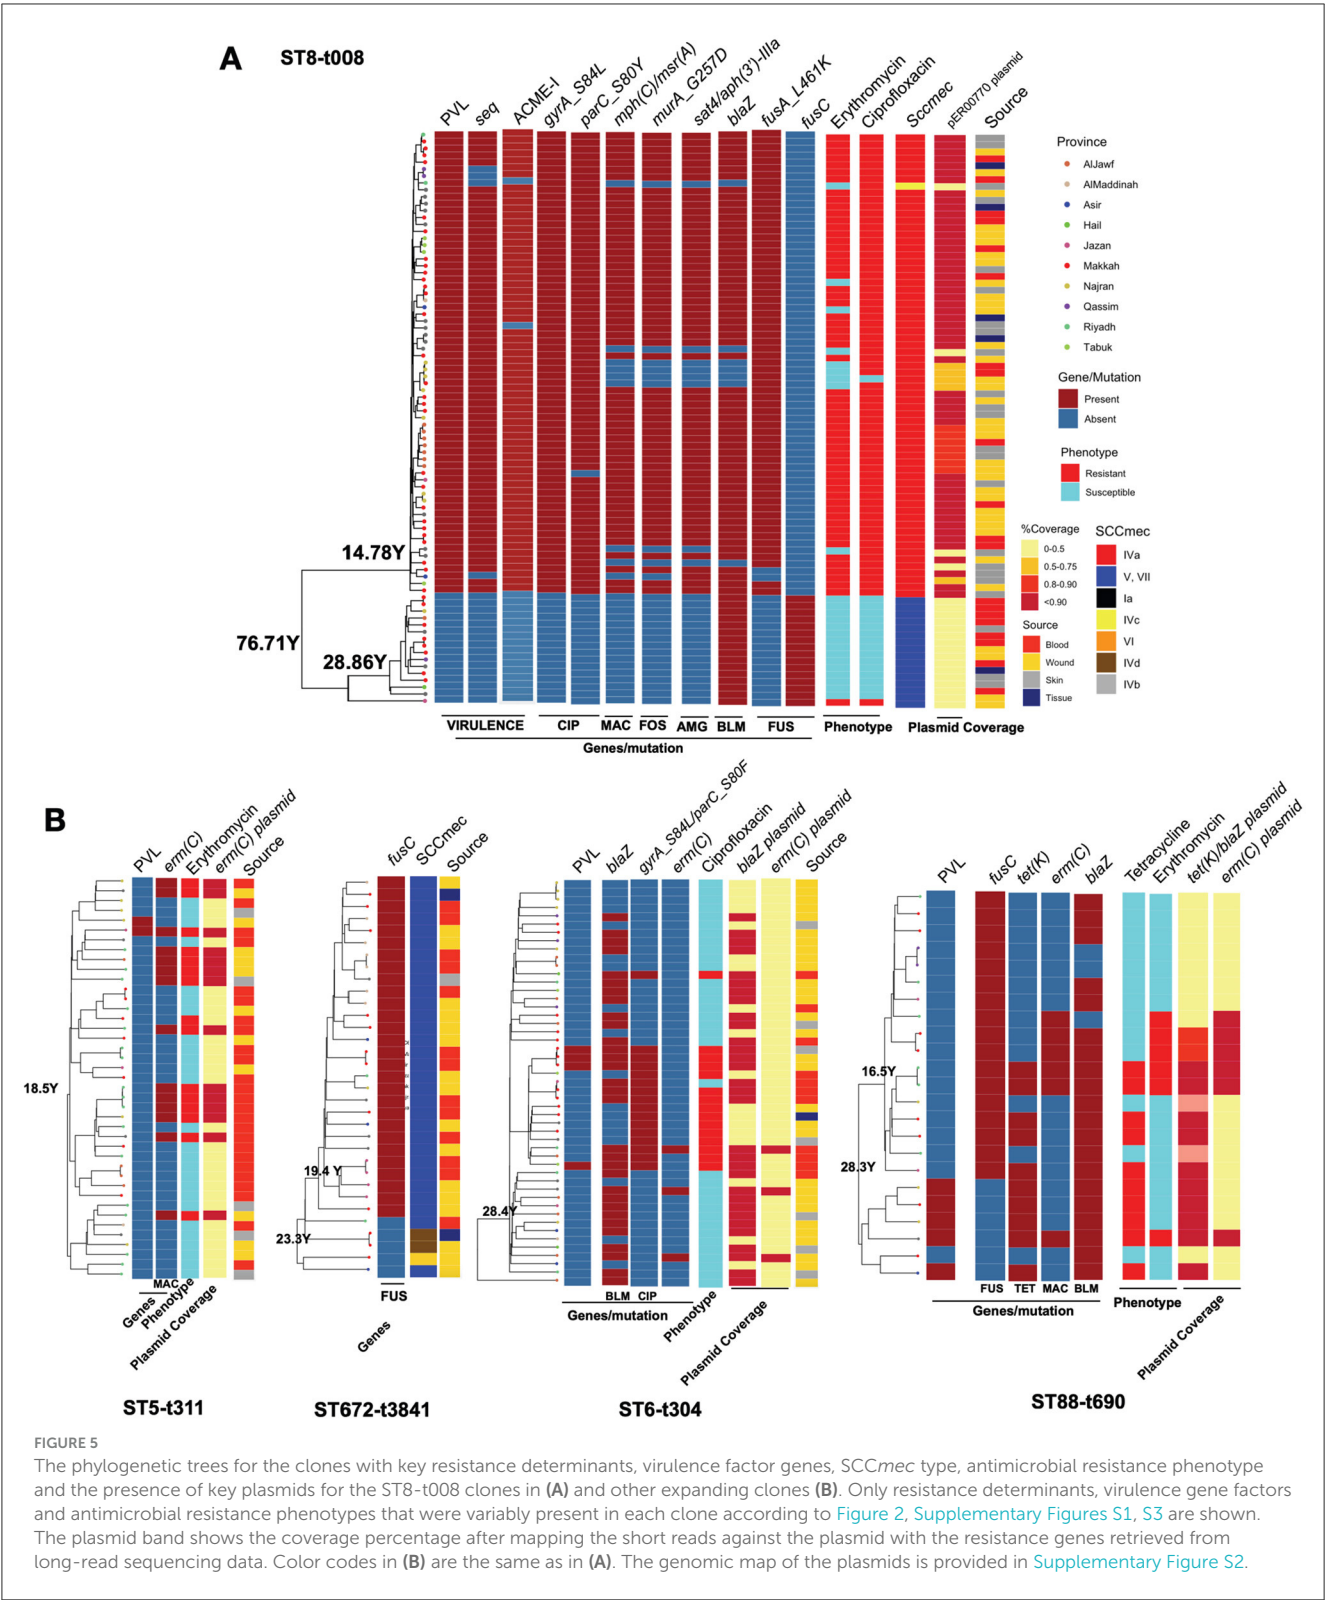 A
ST8-t008
PVL
seq
ACME-I
gyrA_S84L
parC_S80Y
mph(C)/msr(A)
murA_G257D
sat4/aph(3')-IIIa
blaZ
fusA_L461K
fusC
Erythromycin
Ciprofloxacin
Sccmec
pER00770 plasmid
Source
Province
AlJawf
AlMaddinah
Asir
Hail
Jazan
Makkah
Najran
Qassim
Riyadh
Tabuk
Gene/Mutation
Present
Absent
Phenotype
Resistant
Susceptible
%Coverage
0-0.5
0.5-0.75
0.8-0.90
<0.90
Source
Blood
Wound
Skin
Tissue
SCCmec
IVa
V, VII
Ia
IVc
VI
IVd
IVb
14.78Y
76.71Y
28.86Y
VIRULENCE
CIP
MAC
FOS
AMG
BLM
FUS
Phenotype
Plasmid Coverage
Genes/mutation
B
PVL
erm(C)
Erythromycin
erm(C) plasmid
Source
18.5Y
MAC
Genes
Phenotype
Plasmid Coverage
ST5-t311
fusC
SCCmec
Source
19.4 Y
23.3Y
FUS
Genes
ST672-t3841
PVL
blaZ
gyrA_S84L/parC_S80F
erm(C)
Ciprofloxacin
blaZ plasmid
erm(C) plasmid
Source
28.4Y
BLM CIP
Genes/mutation
Phenotype
Plasmid Coverage
ST6-t304
PVL
fusC
tet(K)
erm(C)
blaZ
Tetracycline
Erythromycin
tet(K)/blaZ plasmid
erm(C) plasmid
16.5Y
28.3Y
FUS TET MAC BLM
Genes/mutation
Phenotype
Plasmid Coverage
ST88-t690
FIGURE 5
The phylogenetic trees for the clones with key resistance determinants, virulence factor genes, SCCmec type, antimicrobial resistance phenotype
and the presence of key plasmids for the ST8-t008 clones in (A) and other expanding clones (B). Only resistance determinants, virulence gene factors
and antimicrobial resistance phenotypes that were variably present in each clone according to Figure 2, Supplementary Figures S1, S3 are shown.
The plasmid band shows the coverage percentage after mapping the short reads against the plasmid with the resistance genes retrieved from
long-read sequencing data. Color codes in (B) are the same as in (A). The genomic map of the plasmids is provided in Supplementary Figure S2.